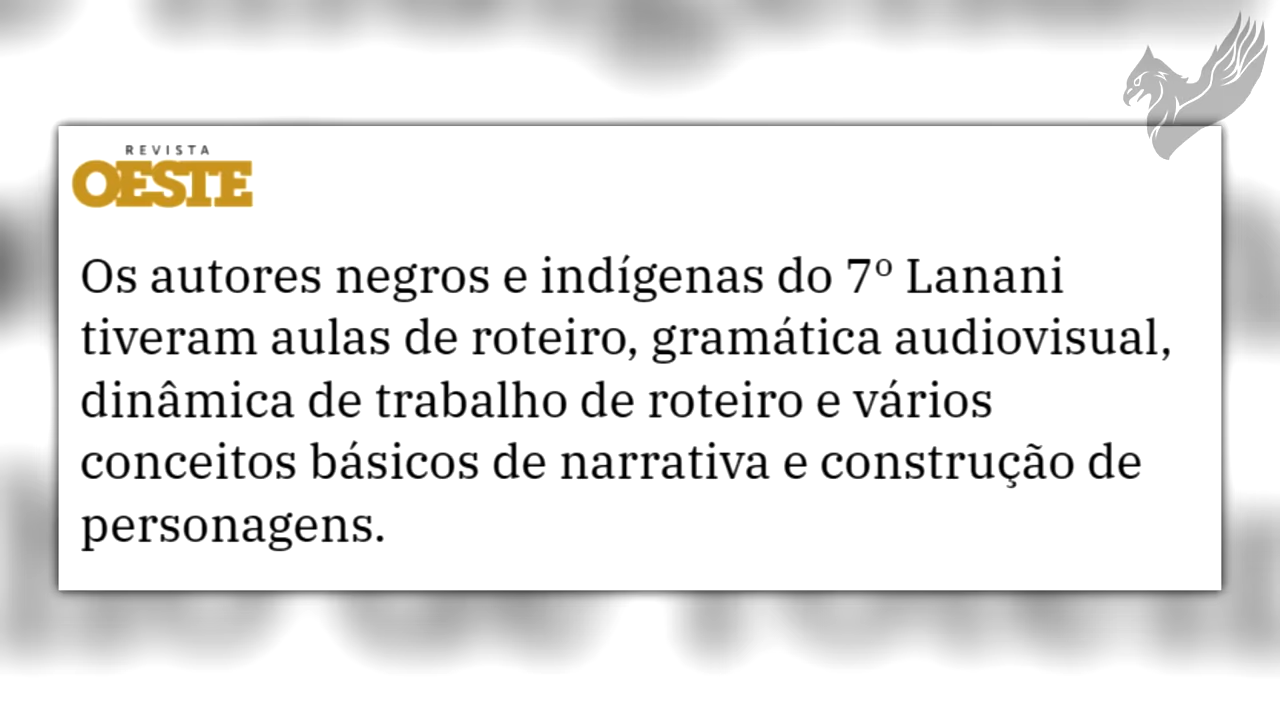 REVISTA
OESTE
Os autores negros e indígenas do 7º Lanani
tiveram aulas de roteiro, gramática audiovisual,
dinâmica de trabalho de roteiro e vários
conceitos básicos de narrativa e construção de
personagens.